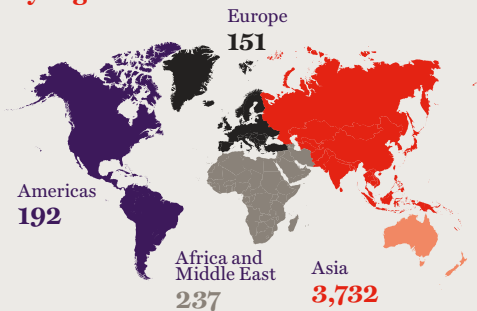 Europe
151
Americas
192
Africa and
Middle East
237
Asia
3,732